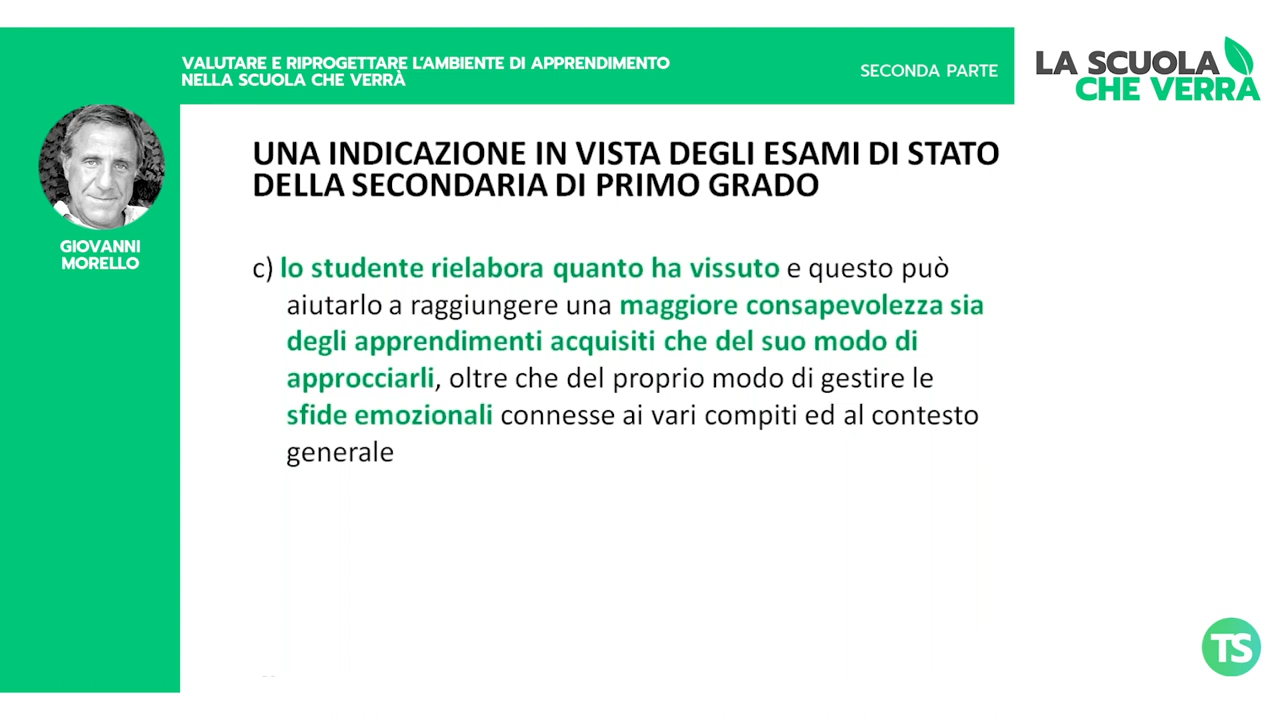 VALUTARE E RIPROGETTARE L'AMBIENTE DI APPRENDIMENTO
NELLA SCUOLA CHE VERRÀ
SECONDA PARTE
LA SCUOLA
CHE VERRÀ
GIOVANNI
MORELLO
UNA INDICAZIONE IN VISTA DEGLI ESAMI DI STATO
DELLA SECONDARIA DI PRIMO GRADO
c) lo studente rielabora quanto ha vissuto e questo può
aiutarlo a raggiungere una maggiore consapevolezza sia
degli apprendimenti acquisiti che del suo modo di
approcciarli, oltre che del proprio modo di gestire le
sfide emozionali connesse ai vari compiti ed al contesto
generale
TS